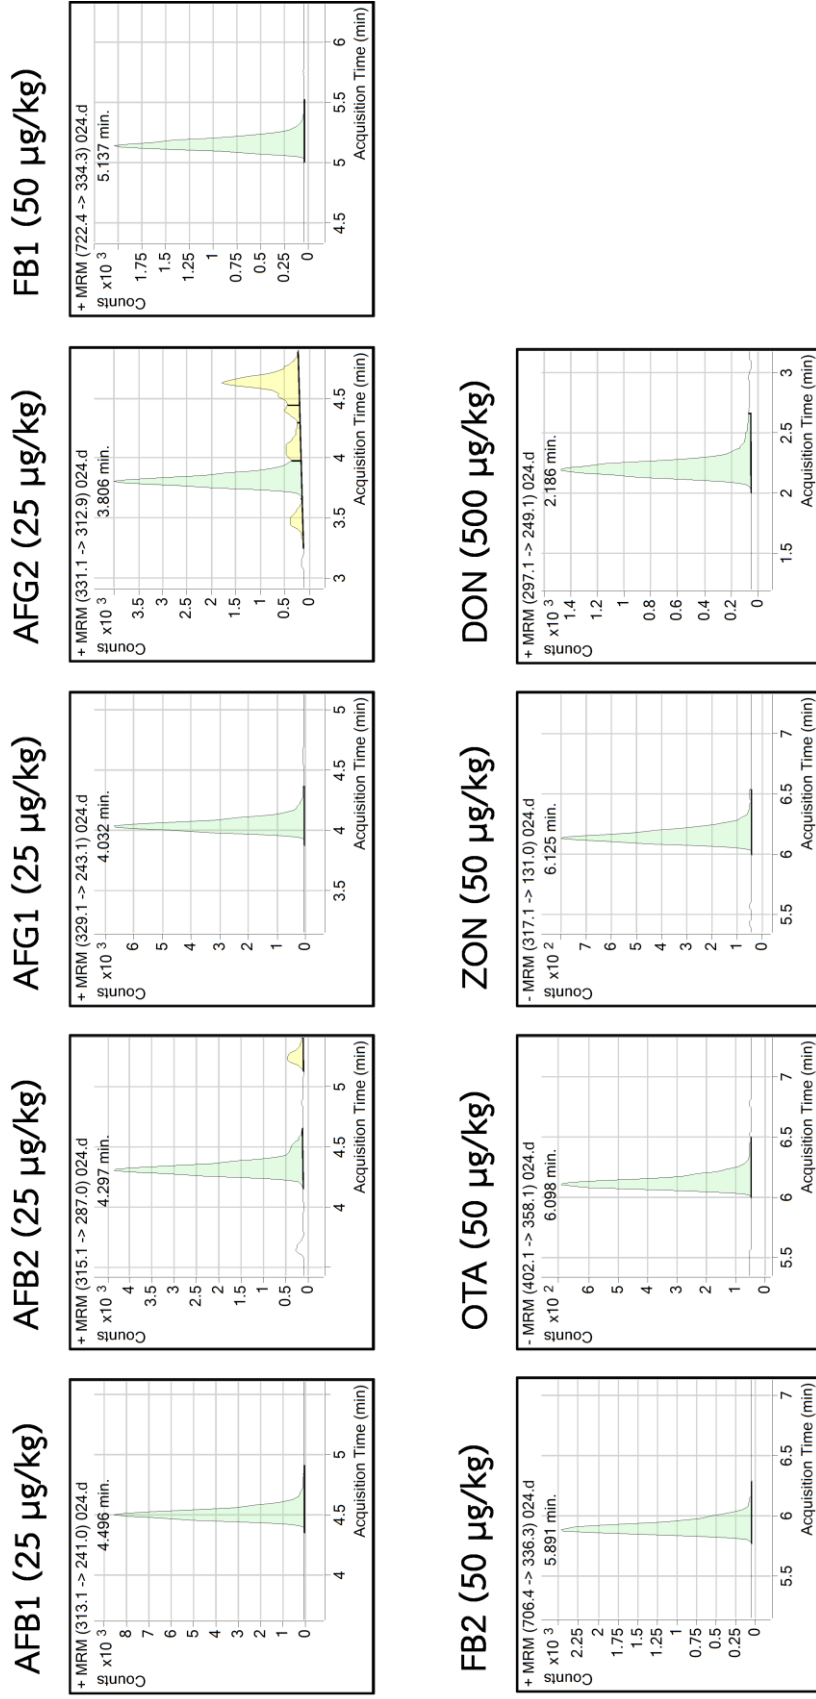 AFB1 (25 µg/kg)
+ MRM (313.1 -> 241.0) 024.d
x10 3
4.496 min.
Counts
8
7
6
5
4
3
2
1
0
4
4.5
5
Acquisition Time (min)
AFB2 (25 µg/kg)
+ MRM (315.1 -> 287.0) 024.d
x10 3
4.297 min.
Counts
4
3.5
3
2.5
2
1.5
1
0.5
0
4
4.5
5
Acquisition Time (min)
AFG1 (25 µg/kg)
+ MRM (329.1 -> 243.1) 024.d
x10 3
4.032 min.
Counts
6
5
4
3
2
1
0
3.5
4
4.5
5
Acquisition Time (min)
AFG2 (25 µg/kg)
+ MRM (331.1 -> 312.9) 024.d
x10 3
3.806 min.
Counts
3.5
3
2.5
2
1.5
1
0.5
0
3
3.5
4
4.5
Acquisition Time (min)
FB1 (50 µg/kg)
+ MRM (722.4 -> 334.3) 024.d
x10 3
5.137 min.
Counts
1.75
1.5
1.25
1
0.75
0.5
0.25
0
4.5
5
5.5
6
Acquisition Time (min)
FB2 (50 µg/kg)
+ MRM (706.4 -> 336.3) 024.d
x10 3
5.891 min.
Counts
2.25
2
1.75
1.5
1.25
1
0.75
0.5
0.25
0
5.5
6
6.5
7
Acquisition Time (min)
OTA (50 µg/kg)
- MRM (402.1 -> 358.1) 024.d
x10 2
6.098 min.
Counts
6
5
4
3
2
1
0
5.5
6
6.5
7
Acquisition Time (min)
ZON (50 µg/kg)
- MRM (317.1 -> 131.0) 024.d
x10 2
6.125 min.
Counts
7
6
5
4
3
2
1
0
5.5
6
6.5
7
Acquisition Time (min)
DON (500 µg/kg)
+ MRM (297.1 -> 249.1) 024.d
x10 3
2.186 min.
Counts
1.4
1.2
1
0.8
0.6
0.4
0.2
0
1.5
2
2.5
3
Acquisition Time (min)